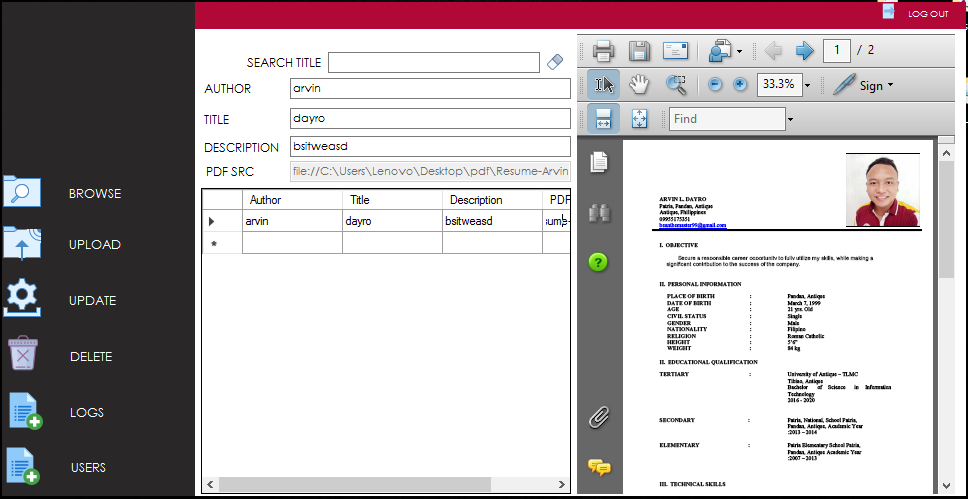 LOG OUT
BROWSE
UPLOAD
UPDATE
DELETE
LOGS
USERS
SEARCH TITLE
AUTHOR arvin
TITLE dayro
DESCRIPTION bsitweasd
PDF SRC file://C:\Users\Lenovo\Desktop\pdf\Resume-Arvin
Author Title Description PDF
arvin dayro bsitweasd sume-
1 / 2
33.3% Sign
Find
ARVIN L. DAYRO
Patria, Pandan, Antique
Antique, Philippines
09955175351
beanthemaster99@gmail.com
I. OBJECTIVE
Secure a responsible career opportunity to fully utilize my skills, while making a
significant contribution to the success of the company.
II. PERSONAL INFORMATION
PLACE OF BIRTH : Pandan, Antique
DATE OF BIRTH : March 7, 1999
AGE : 21 yrs. Old
CIVIL STATUS : Single
GENDER : Male
NATIONALITY : Filipino
RELIGION : Roman Catholic
HEIGHT : 5'6"
WEIGHT : 84 kg
II. EDUCATIONAL QUALIFICATION
TERTIARY : University of Antique – TLMC
Tibiao, Antique
Bachelor of Science in Information
Technology
2016 - 2020
SECONDARY : Patria, National, School Patria,
Pandan, Antique, Academic Year
:2013 – 2014
ELEMENTARY : Patria Elementary School Patria,
Pandan, Antique Academic Year
:2007 – 2013
III. TECHNICAL SKILLS